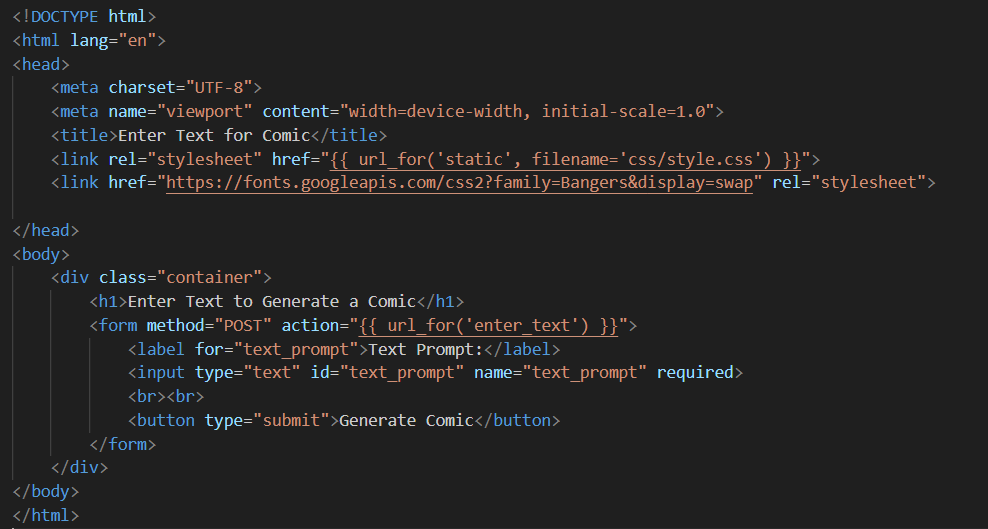 <!DOCTYPE html>
<html lang="en">
<head>
    <meta charset="UTF-8">
    <meta name="viewport" content="width=device-width, initial-scale=1.0">
    <title>Enter Text for Comic</title>
    <link rel="stylesheet" href="{{ url_for('static', filename='css/style.css') }}">
    <link href="https://fonts.googleapis.com/css2?family=Bangers&display=swap" rel="stylesheet">
</head>
<body>
    <div class="container">
        <h1>Enter Text to Generate a Comic</h1>
        <form method="POST" action="{{ url_for('enter_text') }}">
            <label for="text_prompt">Text Prompt:</label>
            <input type="text" id="text_prompt" name="text_prompt" required>
            <br><br>
            <button type="submit">Generate Comic</button>
        </form>
    </div>
</body>
</html>